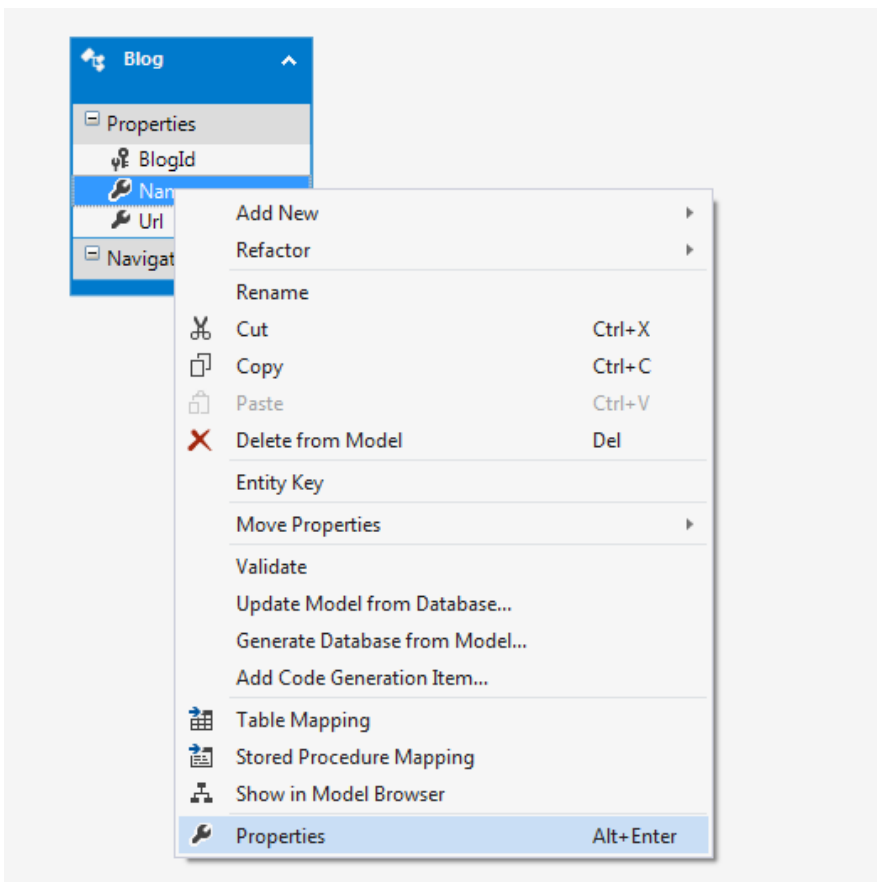 Blog
Properties
BlogId
Nam
Url
Navigat
Add New
Refactor
Rename
Cut Ctrl+X
Copy Ctrl+C
Paste Ctrl+V
Delete from Model Del
Entity Key
Move Properties
Validate
Update Model from Database...
Generate Database from Model...
Add Code Generation Item...
Table Mapping
Stored Procedure Mapping
Show in Model Browser
Properties Alt+Enter